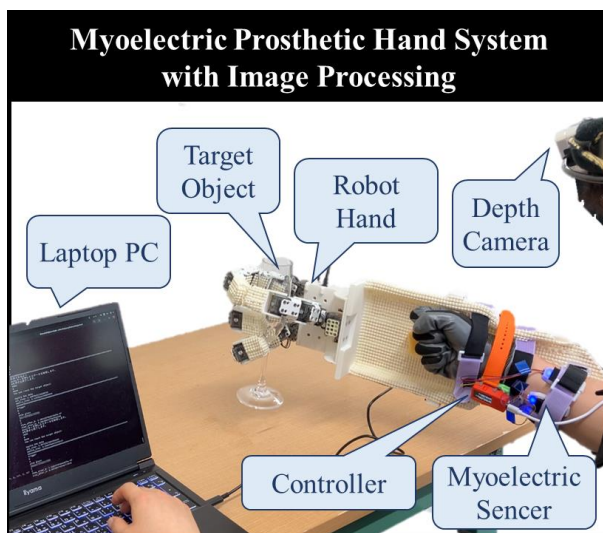 Myoelectric Prosthetic Hand System
with Image Processing
Target
Object
Robot
Hand
Depth
Camera
Laptop PC
Controller
Myoelectric
Sencer